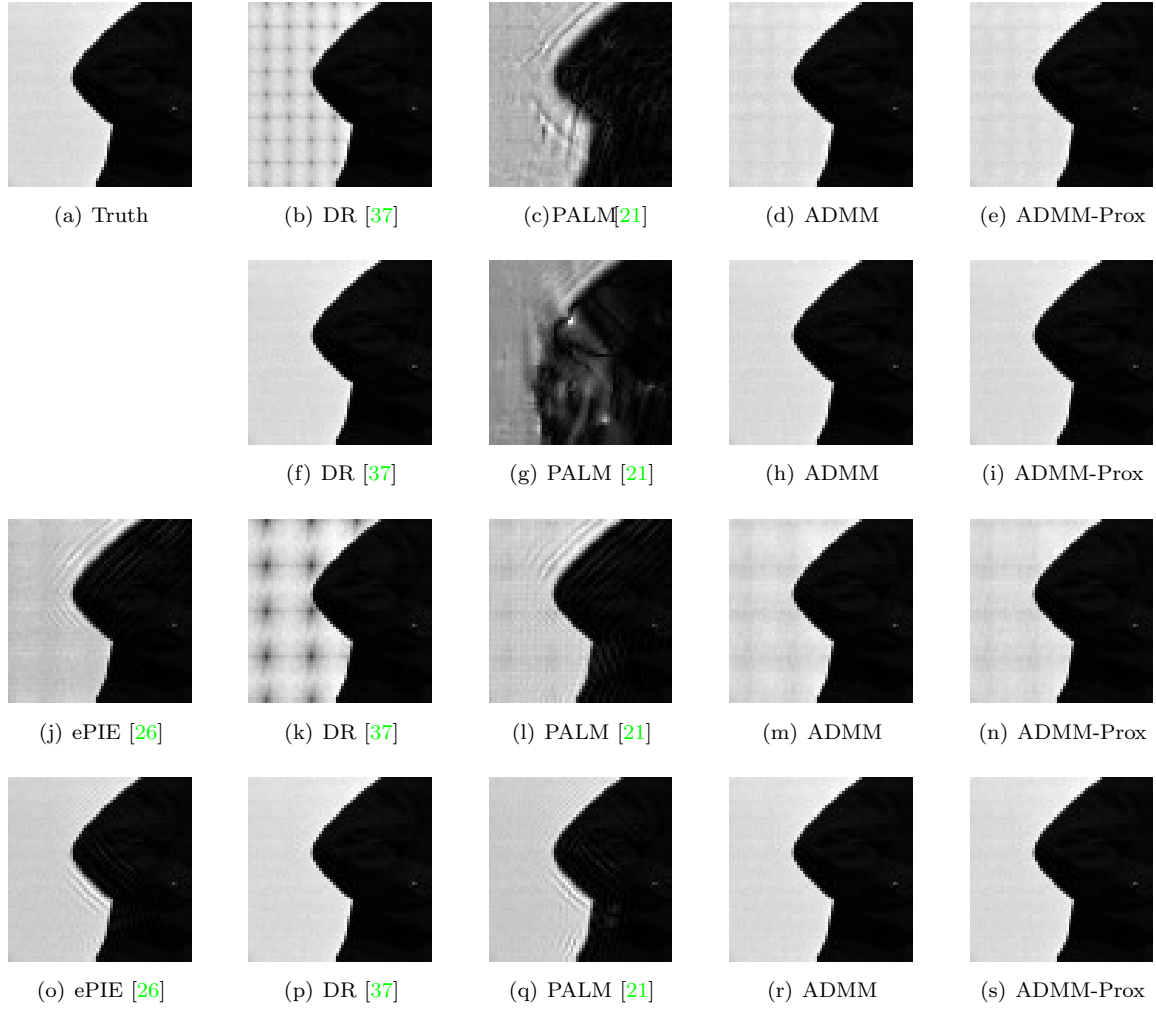 (a) Truth
(b) DR [37]
(c)PALM[21]
(d) ADMM
(e) ADMM-Prox
(f) DR [37]
(g) PALM [21]
(h) ADMM
(i) ADMM-Prox
(j) ePIE [26]
(k) DR [37]
(l) PALM [21]
(m) ADMM
(n) ADMM-Prox
(o) ePIE [26]
(p) DR [37]
(q) PALM [21]
(r) ADMM
(s) ADMM-Prox